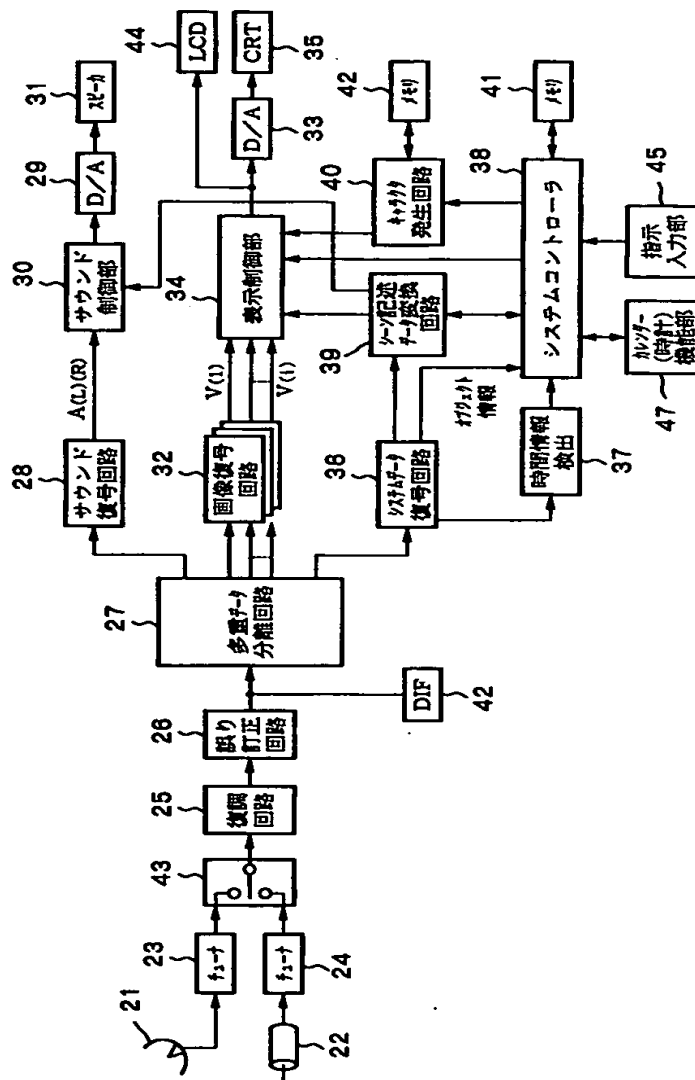 21
22
23
チューナ
24
チューナ
43
25
復調
回路
26
誤り
訂正
回路
DIF
42
27
多重データ
分離回路
28
サウンド
復号回路
A(L)(R)
30
サウンド
制御部
29
D/A
31
スピーカ
32
画像復号
回路
V(1)
V(i)
34
表示制御部
33
D/A
44
LCD
CRT
35
36
システムデータ
復号回路
39
シーン記述
データ変換
回路
40
キャラクタ
発生回路
42
メモリ
オブジェクト
情報
時間情報
検出
37
38
システムコントローラ
41
メモリ
カレンダー
(時計)
機能部
47
指示
入力部
45